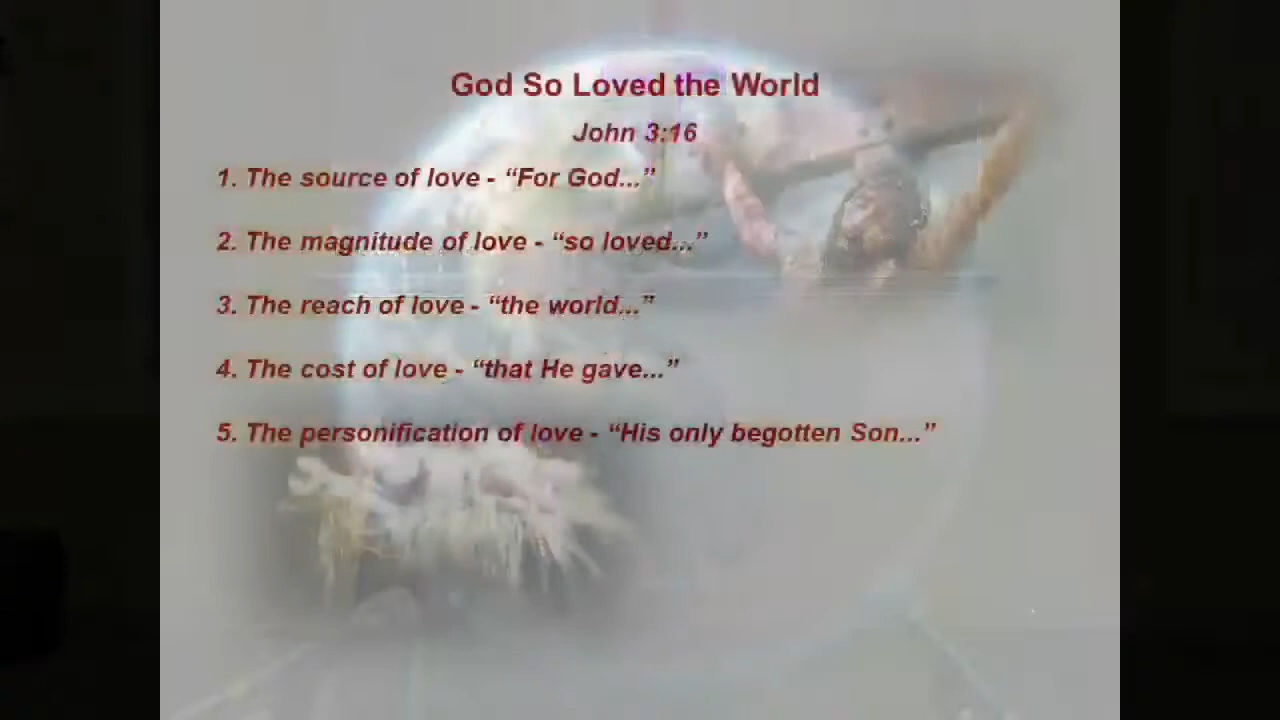 God So Loved the World
John 3:16
1. The source of love - “For God...”
2. The magnitude of love - “so loved...”
3. The reach of love - “the world...”
4. The cost of love - “that He gave...”
5. The personification of love - “His only begotten Son...”